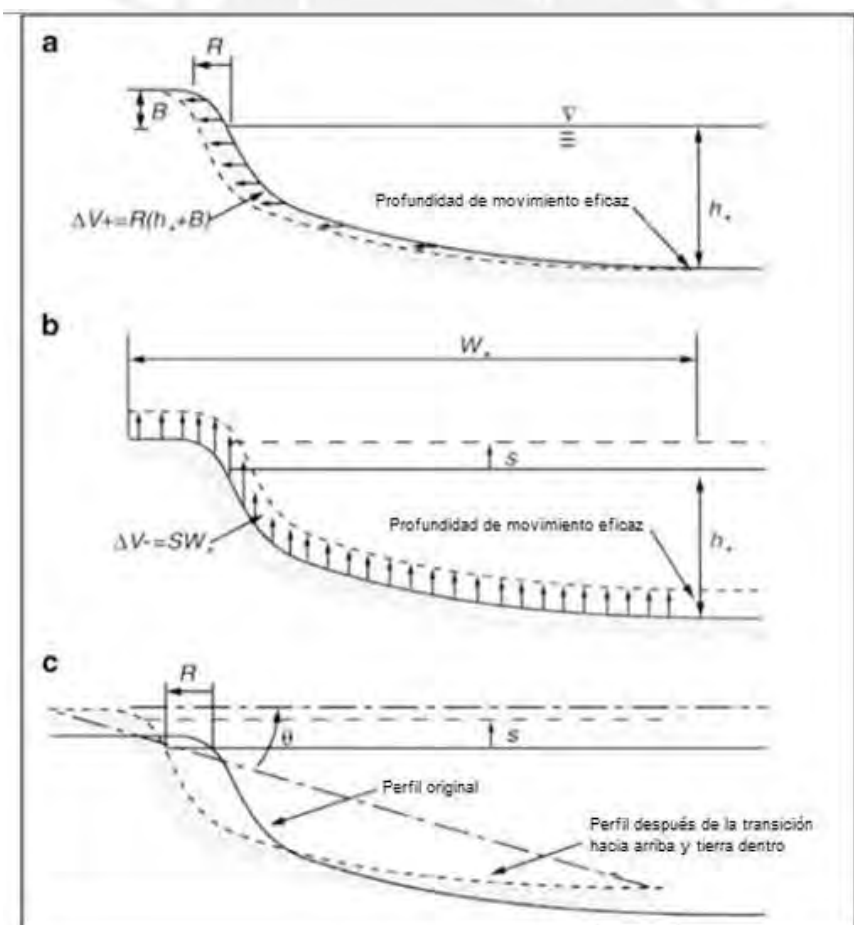 a
R
B
∇
Profundidad de movimiento eficaz
h*
ΔV+=R(h*+B)
b
W*
s
Profundidad de movimiento eficaz
h*
ΔV-=SW*
c
R
θ
s
Perfil original
Perfil después de la transición
hacia arriba y tierra dentro